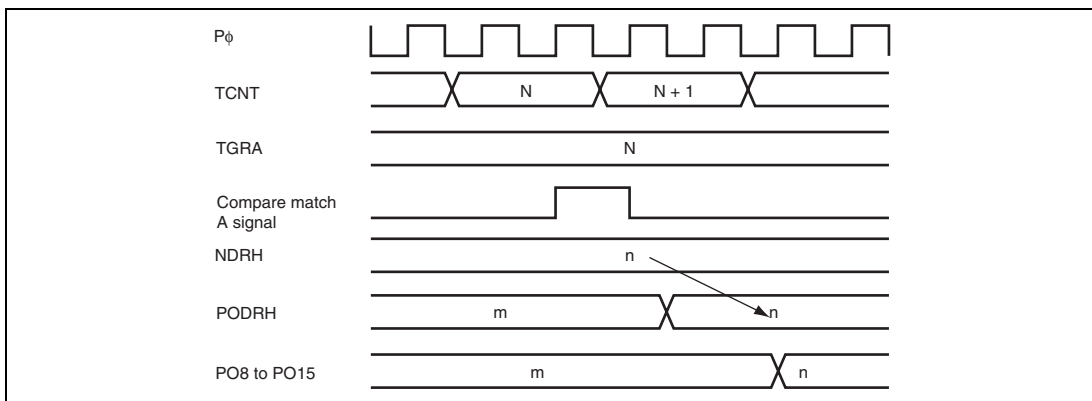 Pϕ
TCNT N N + 1
TGRA N
Compare match
A signal
NDRH n
PODRH m n
PO8 to PO15 m n